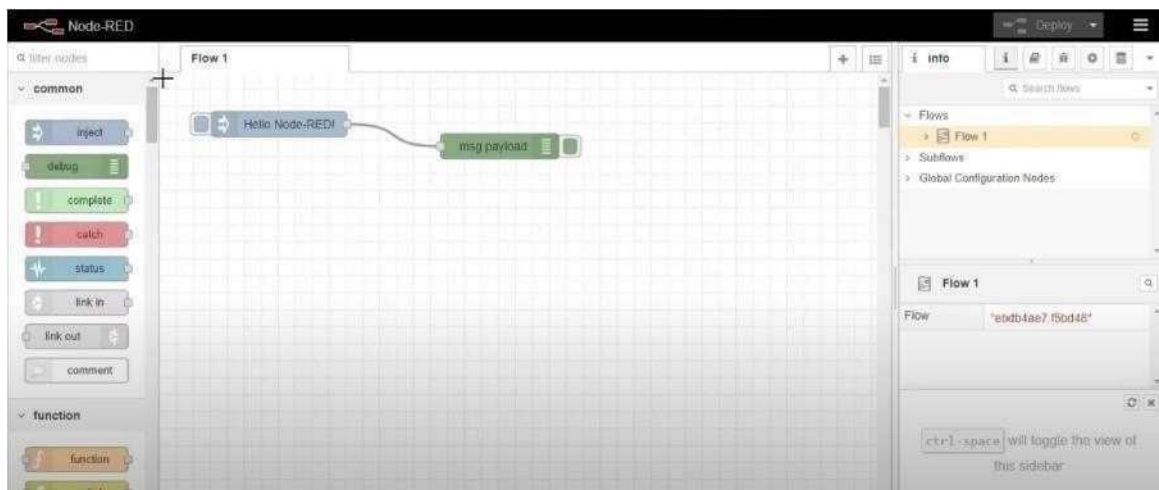 Node-RED
Deploy
filter nodes
Flow 1
info
i
Search flows
common
Flows
Flow 1
Subflows
Global Configuration Nodes
inject
debug
complete
catch
status
link in
link out
comment
Hello Node-RED!
msg.payload
Flow 1
Flow
function
function
ctrl-space will toggle the view of
this sidebar